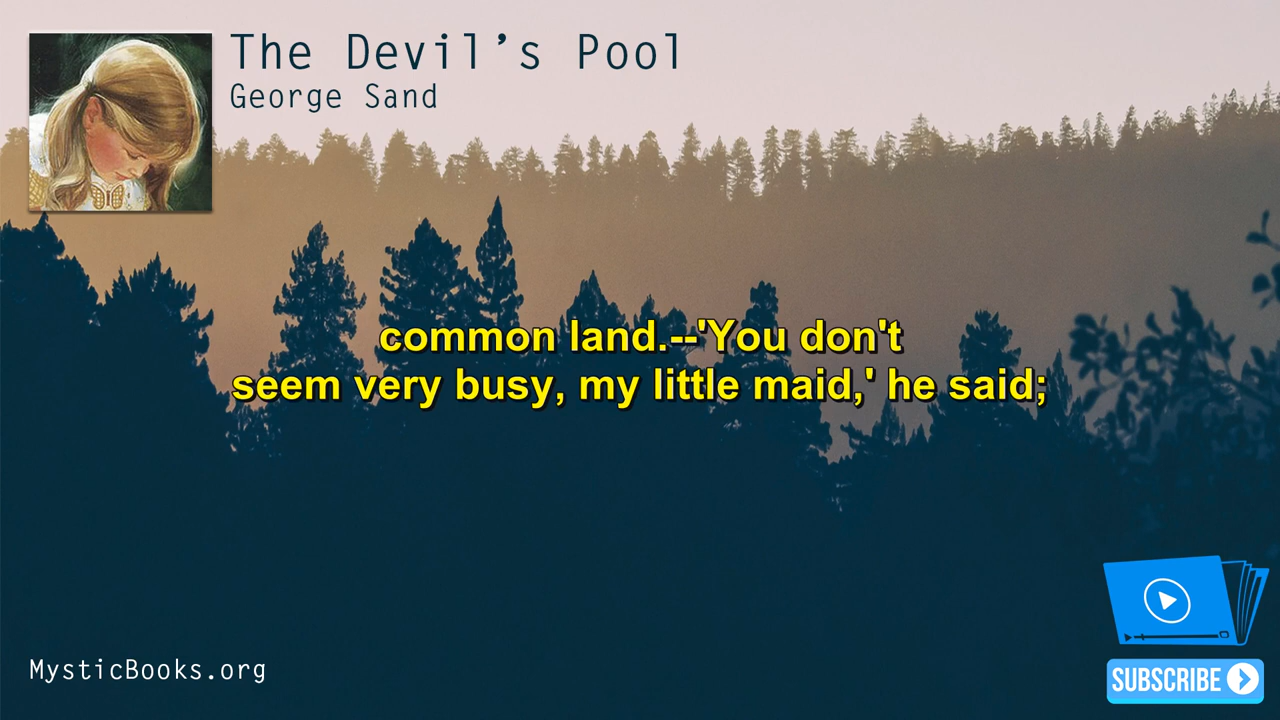 The Devil's Pool
George Sand
common land.--'You don't
seem very busy, my little maid,' he said;
MysticBooks.org
SUBSCRIBE